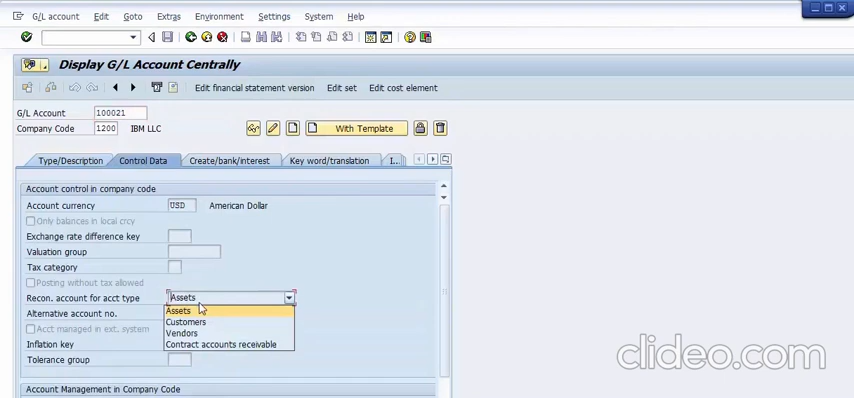 G/L account Edit Goto Extras Environment Settings System Help
Display G/L Account Centrally
Edit financial statement version Edit set Edit cost element
G/L Account 100021
Company Code 1200 IBM LLC With Template
Type/Description Control Data Create/bank/interest Key word/translation I...
Account control in company code
Account currency USD American Dollar
Only balances in local crcy
Exchange rate difference key
Valuation group
Tax category
Posting without tax allowed
Recon. account for acct type Assets
Assets
Alternative account no.
Customers
Acct managed in ext. system
Vendors
Inflation key
Contract accounts receivable
Tolerance group
Account Management in Company Code
clideo.com